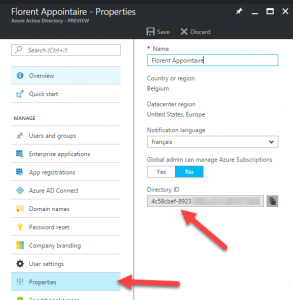 Florent Appointaire - Properties
Azure Active Directory - PREVIEW
Search (Ctrl+/)
Overview
Quick start
MANAGE
Users and groups
Enterprise applications
App registrations
Azure AD Connect
Domain names
Password reset
Company branding
User settings
Properties
Save Discard
* Name
Florent Appointaire
Country or region
Belgium
Datacenter region
United States, Europe
Notification language
français
Global admin can manage Azure Subscriptions
Yes No
Directory ID
4c58cbef-8923